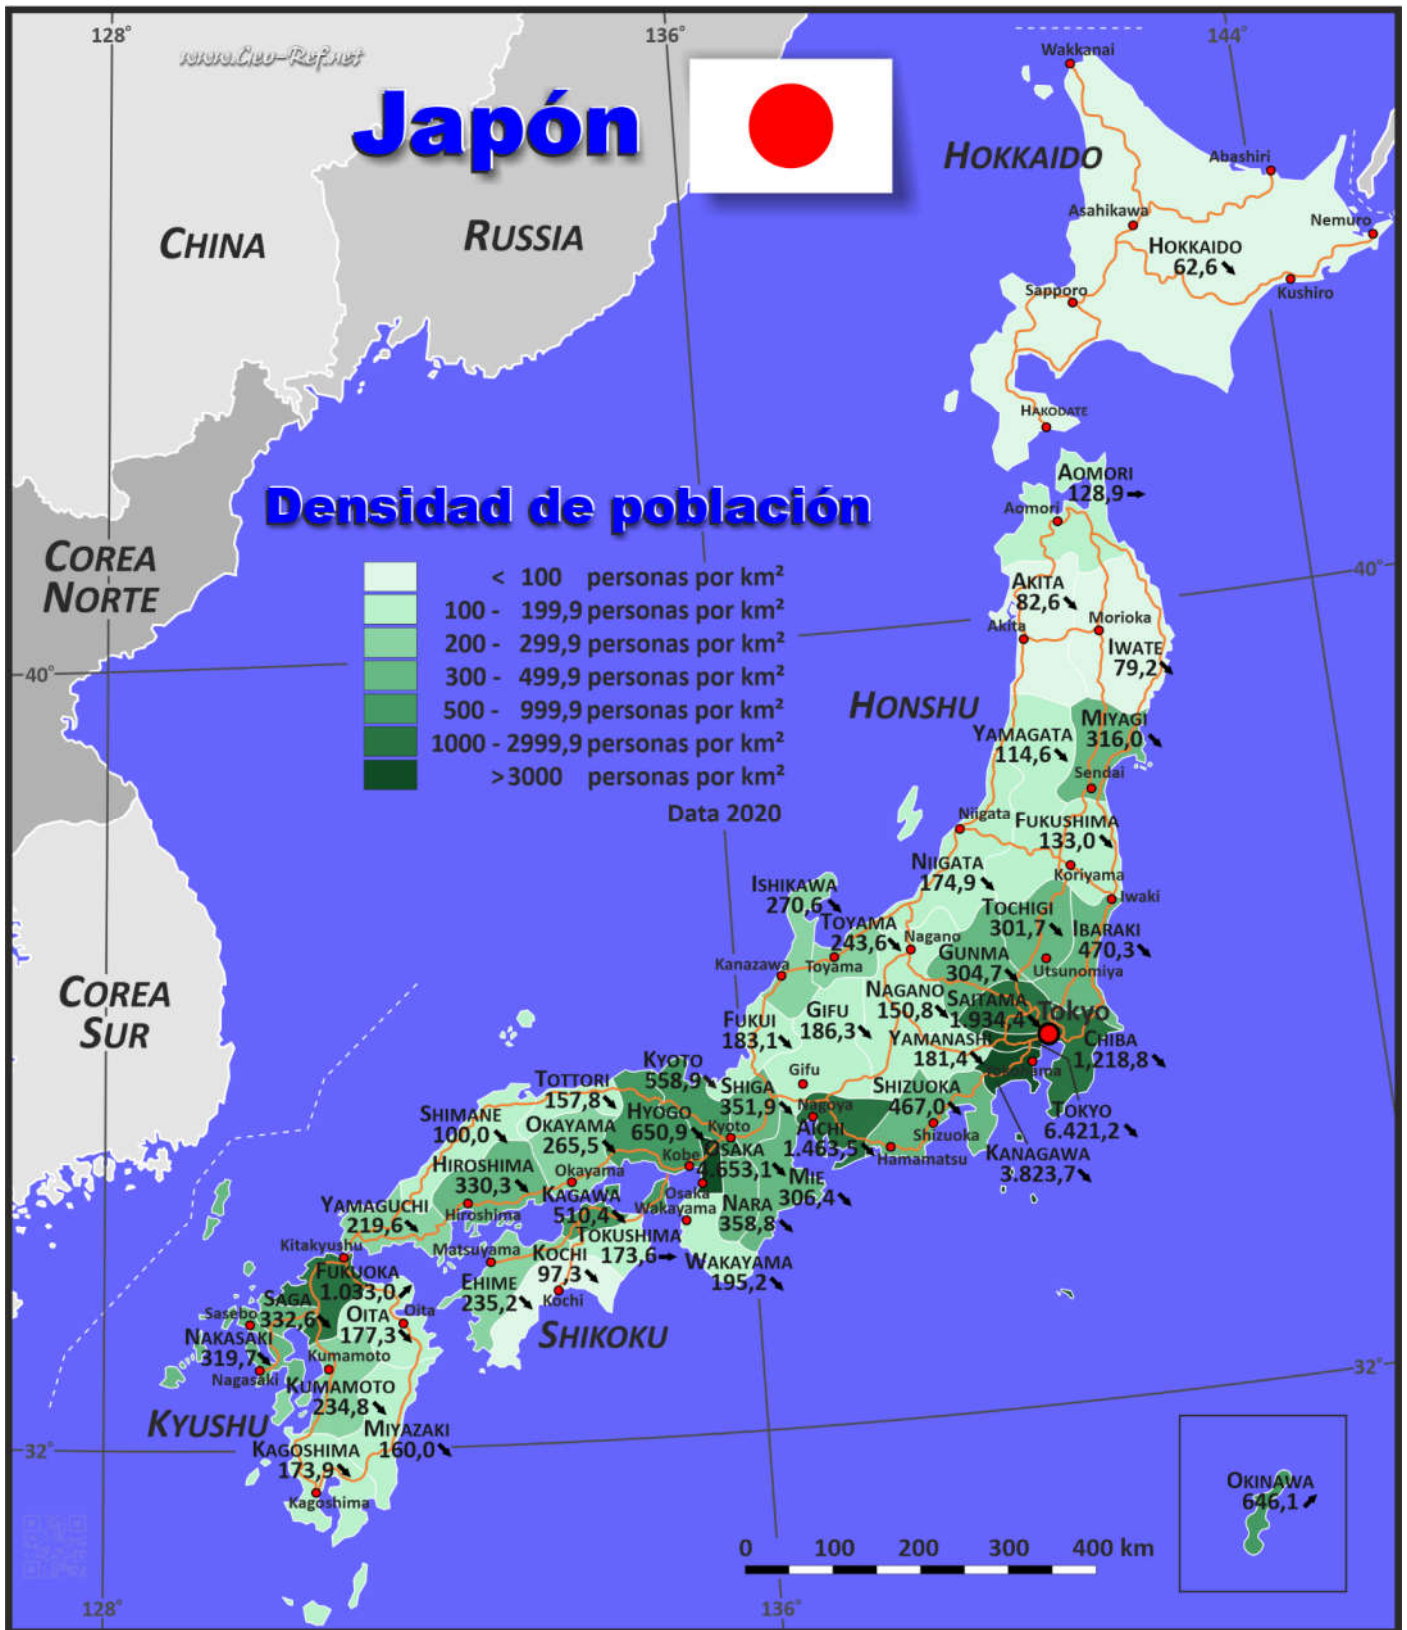 128°
136°
144°
www.Geo-Ref.net
Japón
Wakkanai
HOKKAIDO
Abashiri
CHINA
RUSSIA
Asahikawa
Nemuro
HOKKAIDO
62,6
Sapporo
Kushiro
HAKODATE
AOMORI
128,9
Densidad de población
Aomori
COREA
NORTE
< 100 personas por km²
100 - 199,9 personas por km²
200 - 299,9 personas por km²
300 - 499,9 personas por km²
500 - 999,9 personas por km²
1000 - 2999,9 personas por km²
>3000 personas por km²
Data 2020
40°
AKITA
82,6
Morioka
Akita
IWATE
79,2
40°
HONSHU
MIYAGI
316,0
YAMAGATA
114,6
Sendai
Niigata
FUKUSHIMA
133,0
NIIGATA
174,9
Koriyama
ISHIKAWA
270,6
Iwaki
TOCHIGI
301,7
TOYAMA
243,6
IBARAKI
470,3
Nagano
GUNMA
304,7
Kanazawa
Toyama
Utsunomiya
COREA
SUR
NAGANO
150,8
SAITAMA
1.934,4
GIFU
186,3
Tokyo
FUKUI
183,1
YAMANASHI
181,4
CHIBA
1,218,8
KYOTO
558,9
Gifu
Yokohama
TOTTORI
157,8
SHIGA
351,9
SHIZUOKA
467,0
SHIMANE
100,0
OKAYAMA
265,5
HYOGO
650,9
Nagoya
TOKYO
6.421,2
Kyoto
AICHI
1.463,5
Shizuoka
Hamamatsu
KANAGAWA
3.823,7
Kobe
OSAKA
4.653,1
HIROSHIMA
330,3
Okayama
MIE
306,4
Osaka
YAMAGUCHI
219,6
Hiroshima
KAGAWA
510,4
Wakayama
NARA
358,8
Kitakyushu
Matsuyama
KOCHI
97,3
TOKUSHIMA
173,6
WAKAYAMA
195,2
FUKUOKA
1.033,0
EHIME
235,2
Kochi
SAGA
332,6
Sasebo
OITA
177,3
Oita
SHIKOKU
NAKASAKI
319,7
Nagasaki
Kumamoto
32°
KUMAMOTO
234,8
KYUSHU
MIYAZAKI
160,0
32°
KAGOSHIMA
173,9
Kagoshima
OKINAWA
646,1
0 100 200 300 400 km
128°
136°